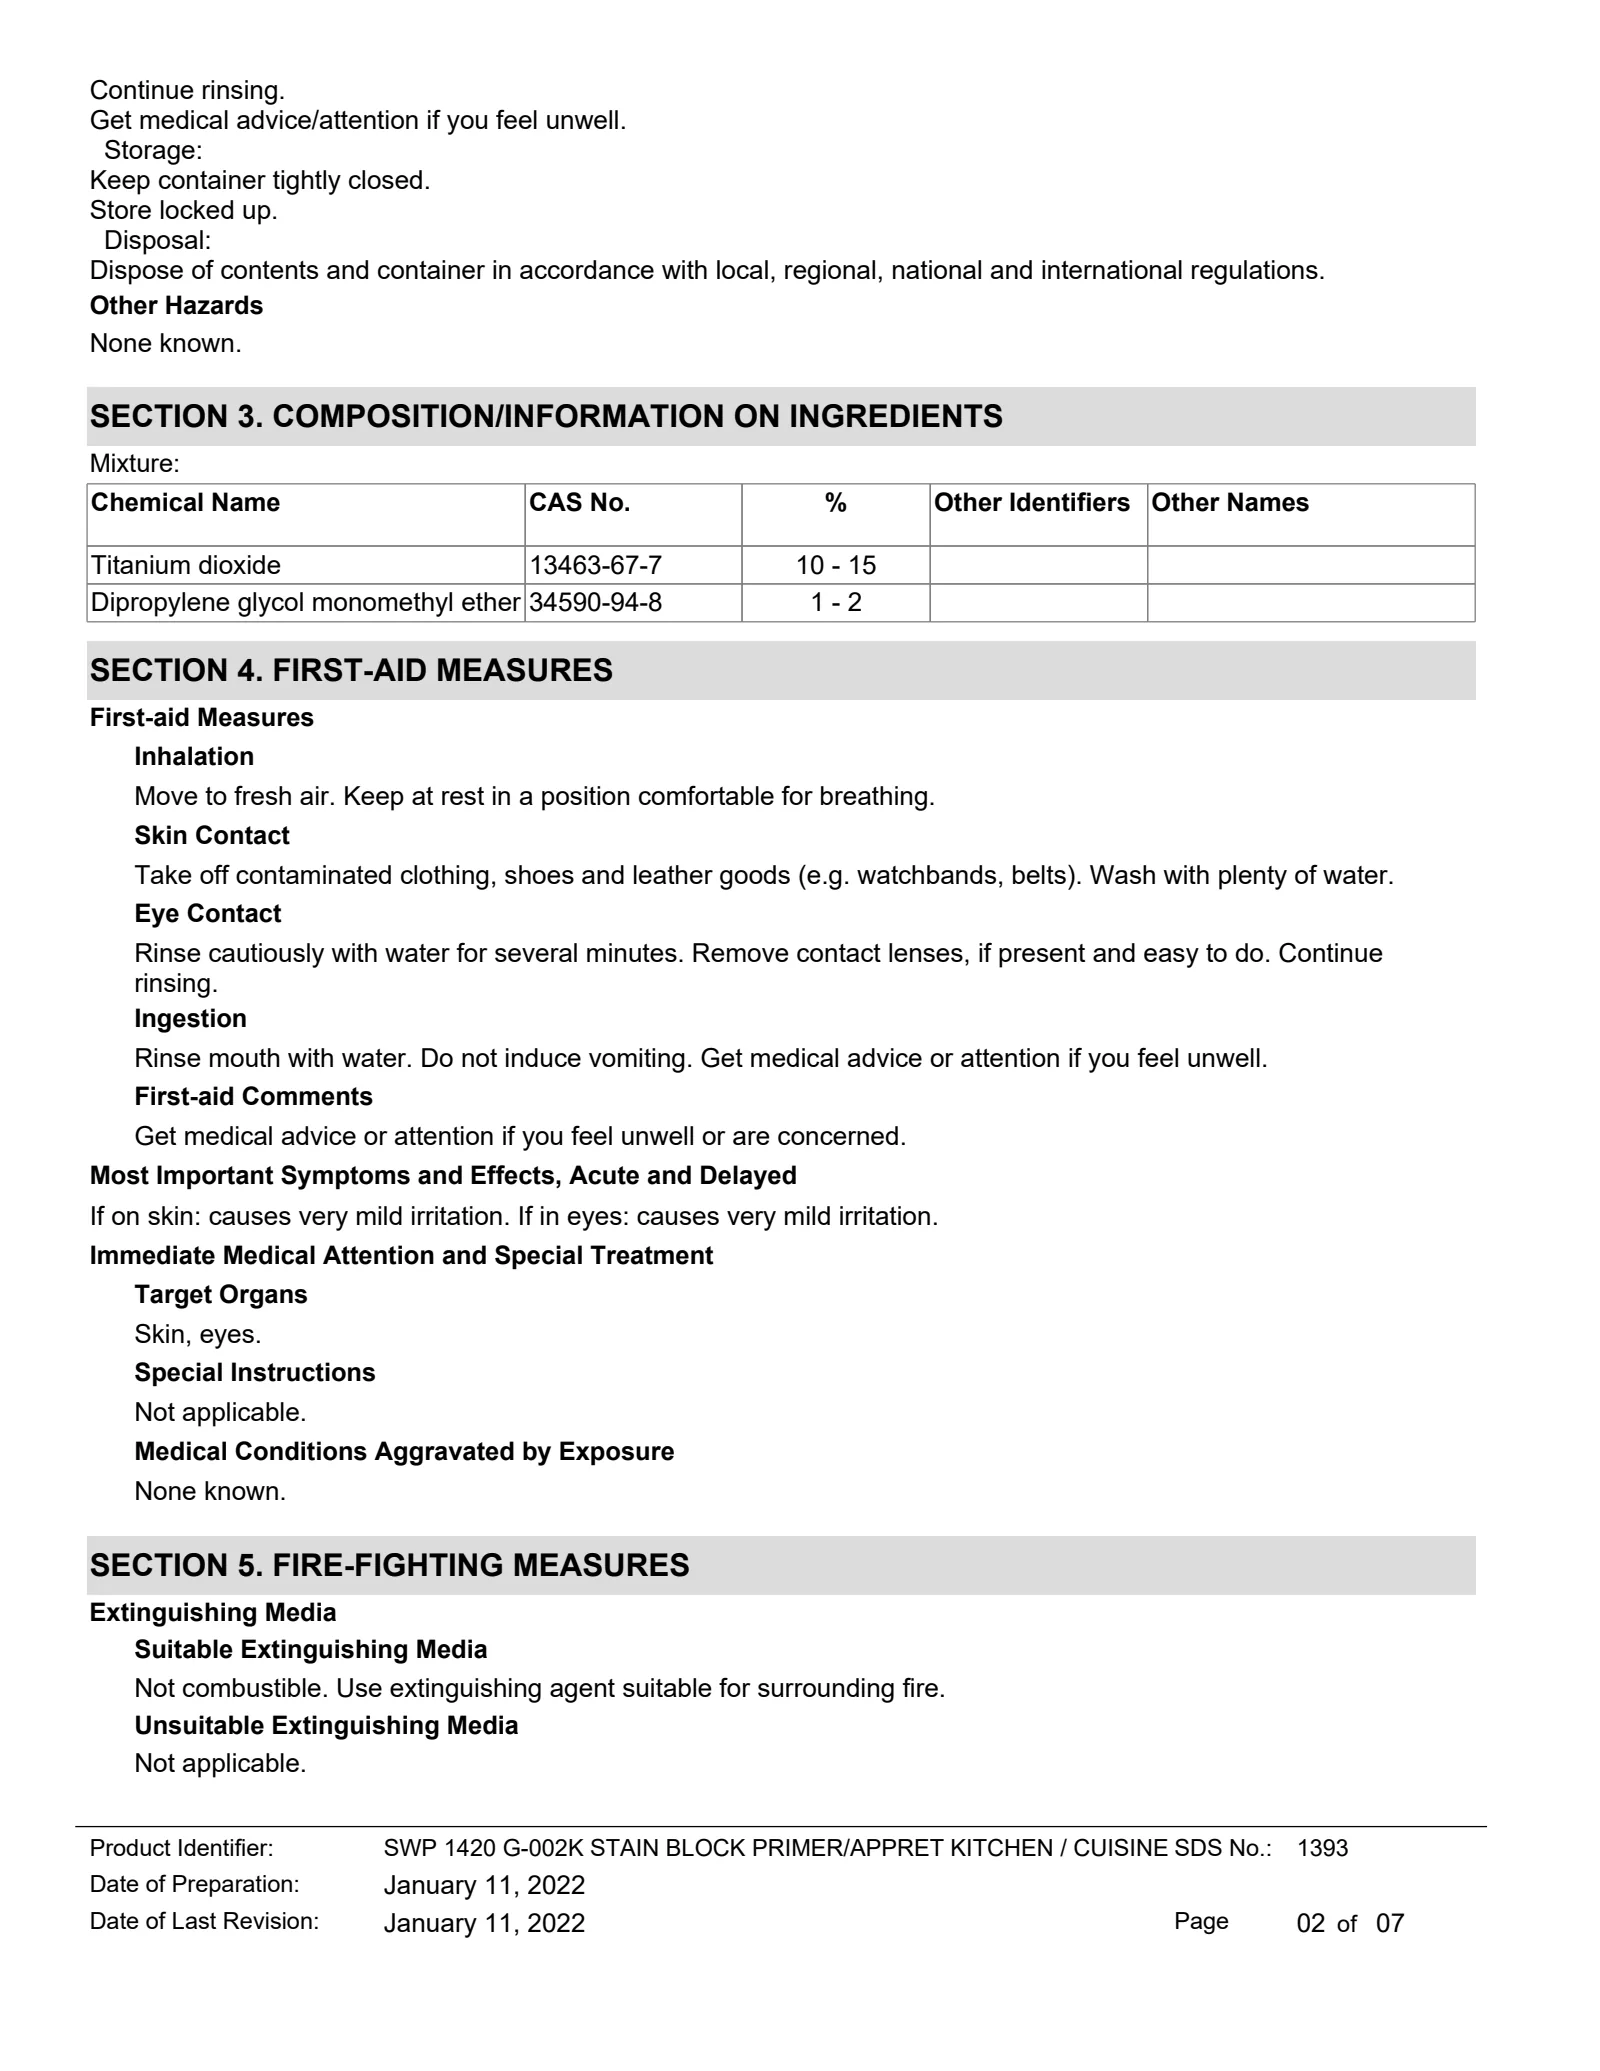 Continue rinsing.
Get medical advice/attention if you feel unwell.
Storage:
Keep container tightly closed.
Store locked up.
Disposal:
Dispose of contents and container in accordance with local, regional, national and international regulations.
Other Hazards
None known.
SECTION 3. COMPOSITION/INFORMATION ON INGREDIENTS
Mixture:
Chemical Name CAS No. % Other Identifiers Other Names
Titanium dioxide 13463-67-7 10 - 15
Dipropylene glycol monomethyl ether 34590-94-8 1 - 2
SECTION 4. FIRST-AID MEASURES
First-aid Measures
Inhalation
Move to fresh air. Keep at rest in a position comfortable for breathing.
Skin Contact
Take off contaminated clothing, shoes and leather goods (e.g. watchbands, belts). Wash with plenty of water.
Eye Contact
Rinse cautiously with water for several minutes. Remove contact lenses, if present and easy to do. Continue
rinsing.
Ingestion
Rinse mouth with water. Do not induce vomiting. Get medical advice or attention if you feel unwell.
First-aid Comments
Get medical advice or attention if you feel unwell or are concerned.
Most Important Symptoms and Effects, Acute and Delayed
If on skin: causes very mild irritation. If in eyes: causes very mild irritation.
Immediate Medical Attention and Special Treatment
Target Organs
Skin, eyes.
Special Instructions
Not applicable.
Medical Conditions Aggravated by Exposure
None known.
SECTION 5. FIRE-FIGHTING MEASURES
Extinguishing Media
Suitable Extinguishing Media
Not combustible. Use extinguishing agent suitable for surrounding fire.
Unsuitable Extinguishing Media
Not applicable.
Product Identifier: SWP 1420 G-002K STAIN BLOCK PRIMER/APPRET KITCHEN / CUISINE SDS No.: 1393
Date of Preparation: January 11, 2022
Date of Last Revision: January 11, 2022 Page 02 of 07